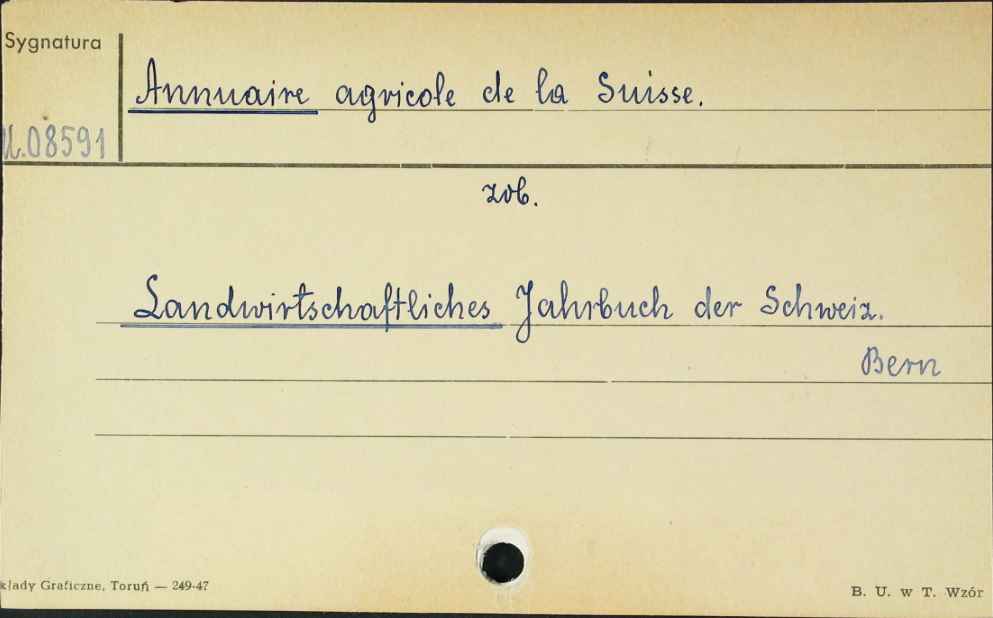 Sygnatura
Annuaire agricole de la Suisse.
08591
zob.
Landwirtschaftliches Jahrbuch der Schweiz.
Bern
kłady Graficzne, Toruń — 249-47
B. U. w T. Wzór